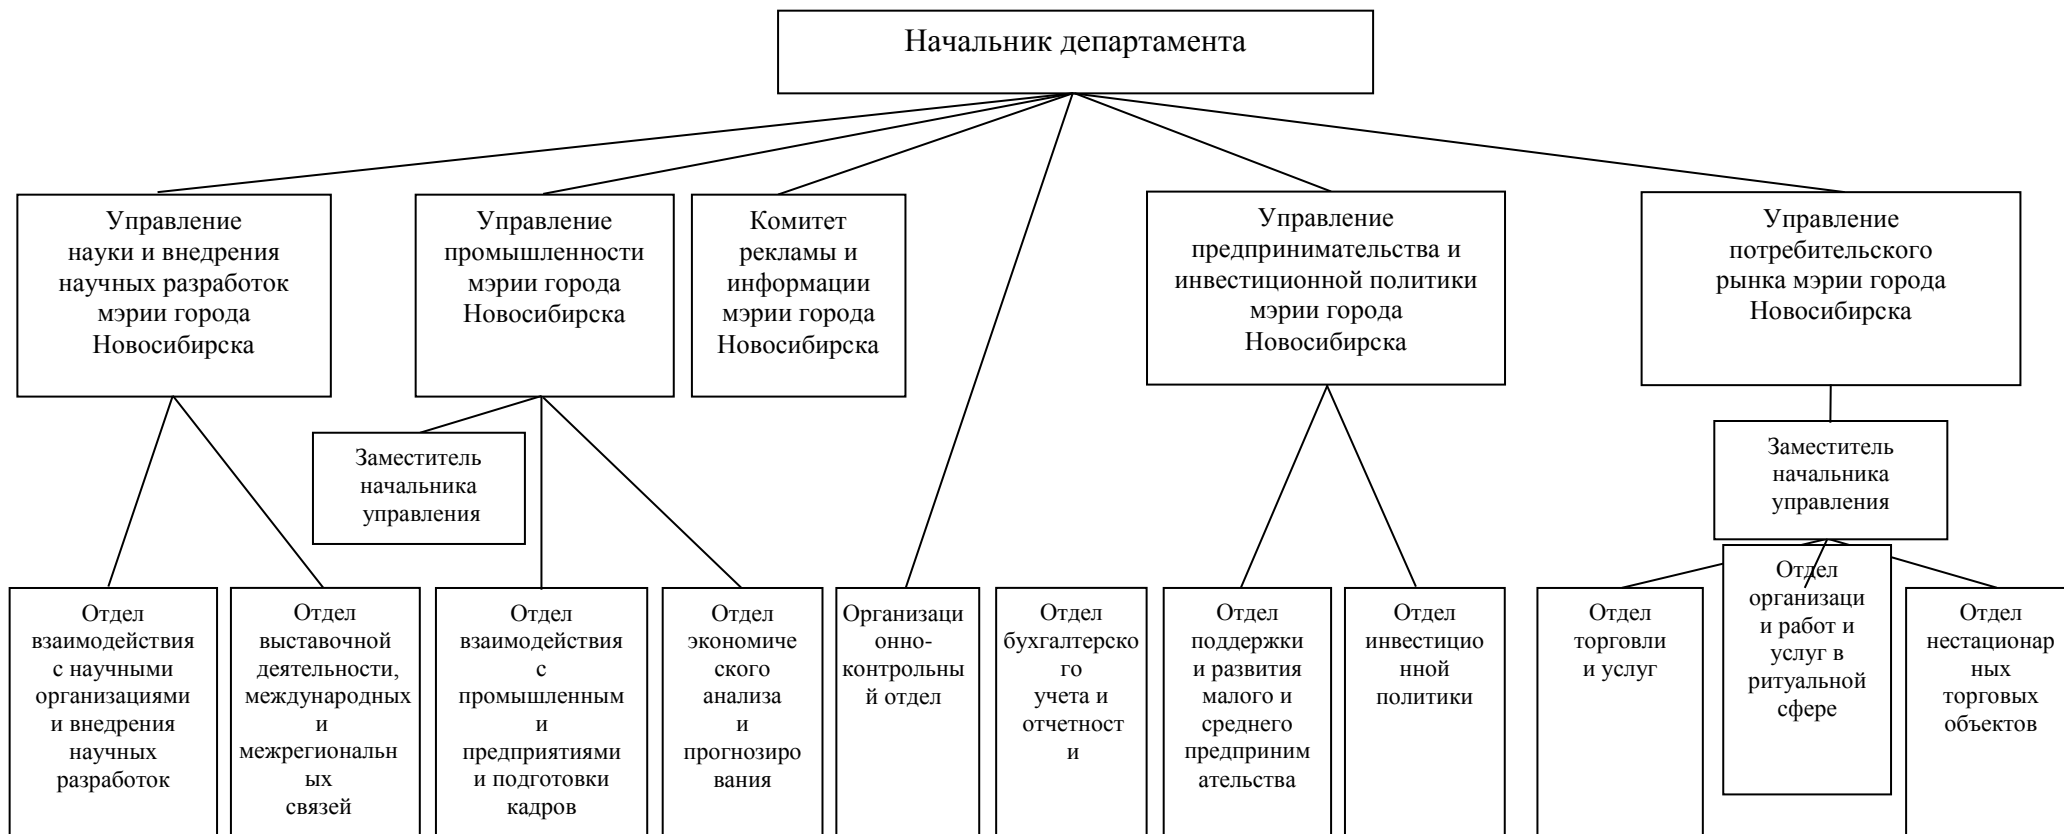 Начальник департамента
Управление
науки и внедрения
научных разработок
мэрии города
Новосибирска
Управление
промышленности
мэрии города
Новосибирска
Комитет
рекламы и
информации
мэрии города
Новосибирска
Управление
предпринимательства и
инвестиционной политики
мэрии города
Новосибирска
Управление
потребительского
рынка мэрии города
Новосибирска
Заместитель
начальника
управления
Заместитель
начальника
управления
Отдел
взаимодействия
с научными
организациями
и внедрения
научных
разработок
Отдел
выставочной
деятельности,
международных
и
межрегиональн
ых
связей
Отдел
взаимодействия
с
промышленным
и
предприятиями
и подготовки
кадров
Отдел
экономиче
ского
анализа
и
прогнозиро
вания
Организаци
онно-
контрольны
й отдел
Отдел
бухгалтерско
го
учета и
отчетност
и
Отдел
поддержки
и развития
малого и
среднего
предприним
ательства
Отдел
инвестицио
нной
политики
Отдел
торговли
и услуг
Отдел
организаци
и работ и
услуг в
ритуальной
сфере
Отдел
нестационар
ных
торговых
объектов